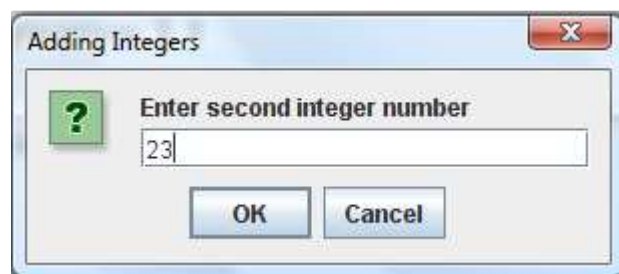 Adding Integers
?
Enter second integer number
23
OK Cancel